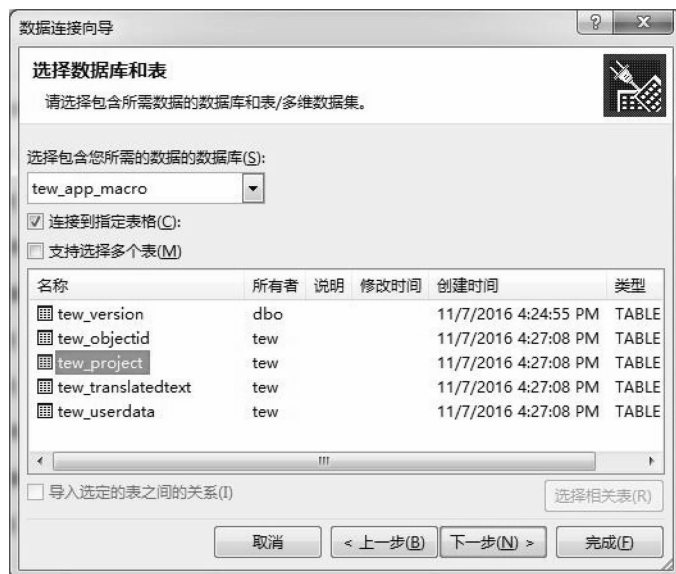 数据连接向导
选择数据库和表
请选择包含所需数据的数据库和表/多维数据集。
选择包含您所需的数据的数据库(S):
tew_app_macro
连接到指定表格(C):
支持选择多个表(M)
名称 所有者 说明 修改时间 创建时间 类型
tew_version dbo 11/7/2016 4:24:55 PM TABLE
tew_objectid tew 11/7/2016 4:27:08 PM TABLE
tew_project tew 11/7/2016 4:27:08 PM TABLE
tew_translatedtext tew 11/7/2016 4:27:08 PM TABLE
tew_userdata tew 11/7/2016 4:27:08 PM TABLE
导入选定的表之间的关系(I)
选择相关表(R)
取消 < 上一步(B) 下一步(N) > 完成(F)